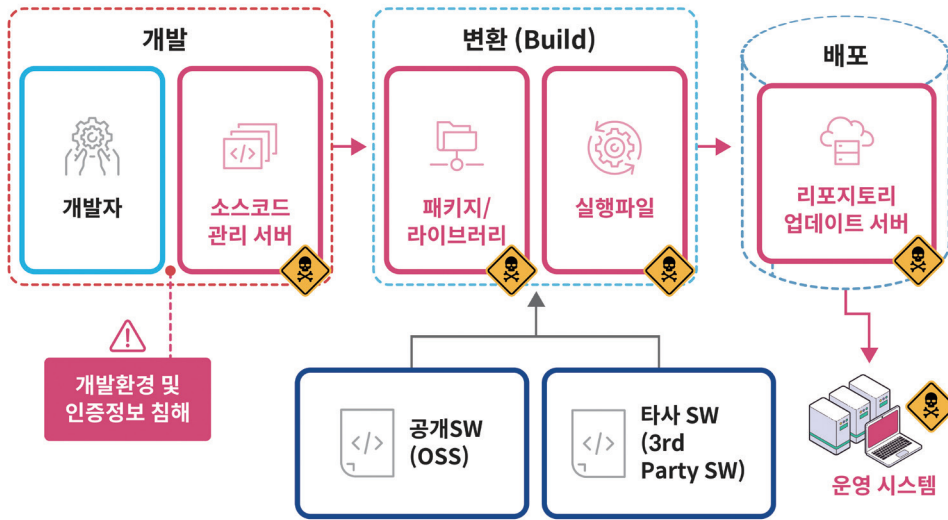 개발
변환 (Build)
배포
개발자
소스코드
관리 서버
패키지/
라이브러리
실행파일
리포지토리
업데이트 서버
개발환경 및
인증정보 침해
공개SW
(OSS)
타사 SW
(3rd
Party SW)
운영 시스템